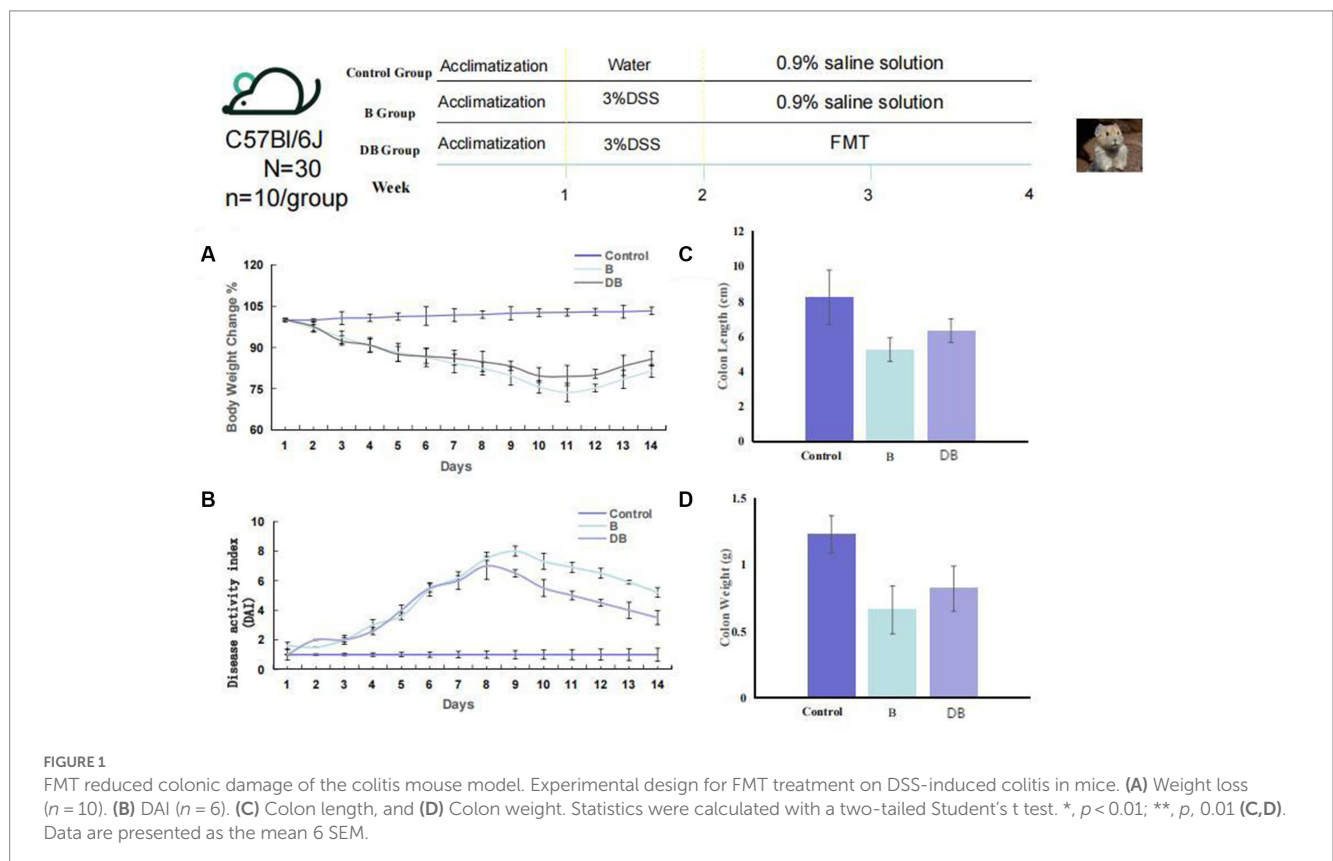 Control Group Acclimatization Water 0.9% saline solution
B Group Acclimatization 3%DSS 0.9% saline solution
DB Group Acclimatization 3%DSS FMT
Week 1 2 3 4
C57Bl/6J
N=30
n=10/group
A
Control
B
DB
Body Weight Change %
120
105
90
75
60
1 2 3 4 5 6 7 8 9 10 11 12 13 14
Days
C
Colon Length (cm)
12
10
8
6
4
2
0
Control B DB
B
Control
B
DB
Disease activity index
(DAI)
10
8
6
4
2
0
1 2 3 4 5 6 7 8 9 10 11 12 13 14
Days
D
Colon Weight (g)
1.5
1
0.5
0
Control B DB
FIGURE 1
FMT reduced colonic damage of the colitis mouse model. Experimental design for FMT treatment on DSS-induced colitis in mice. (A) Weight loss
(n = 10). (B) DAI (n = 6). (C) Colon length, and (D) Colon weight. Statistics were calculated with a two-tailed Student's t test. *, p < 0.01; **, p, 0.01 (C,D).
Data are presented as the mean 6 SEM.